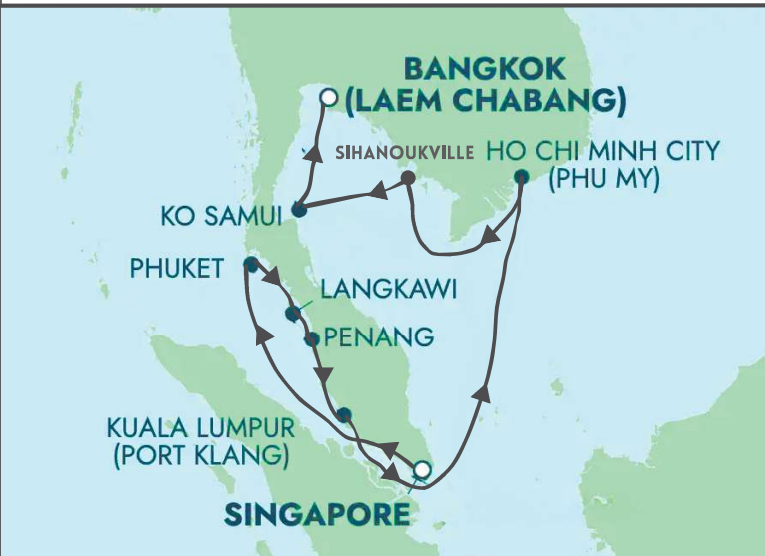 BANGKOK
(LAEM CHABANG)
SIHANOUKVILLE
HO CHI MINH CITY
(PHU MY)
KO SAMUI
PHUKET
LANGKAWI
PENANG
KUALA LUMPUR
(PORT KLANG)
SINGAPORE